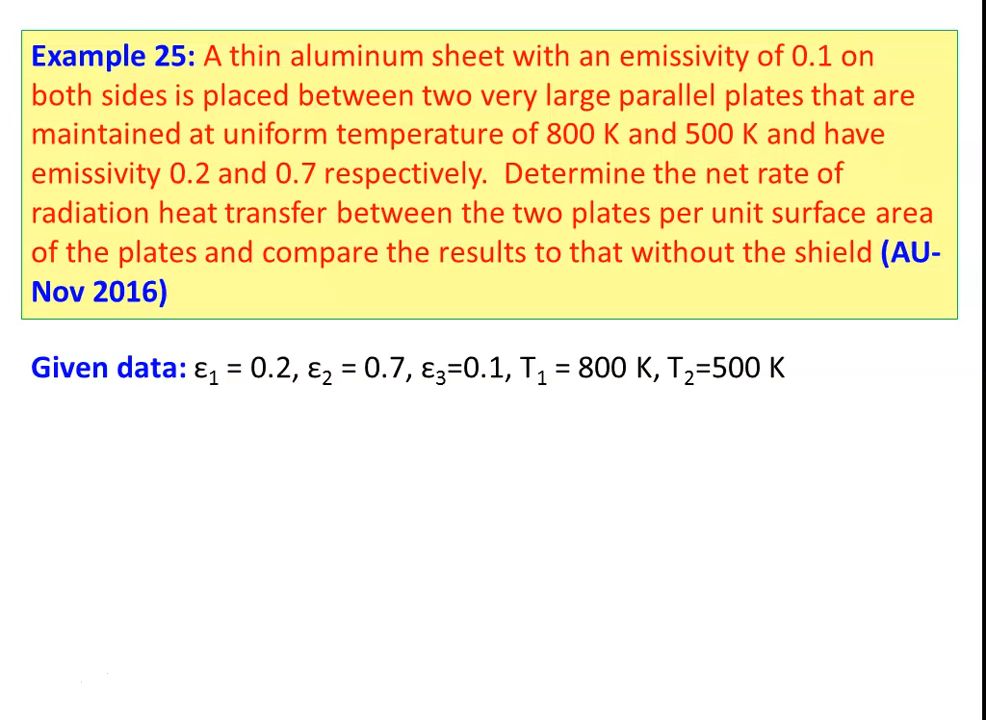 Example 25: A thin aluminum sheet with an emissivity of 0.1 on
both sides is placed between two very large parallel plates that are
maintained at uniform temperature of 800 K and 500 K and have
emissivity 0.2 and 0.7 respectively. Determine the net rate of
radiation heat transfer between the two plates per unit surface area
of the plates and compare the results to that without the shield (AU-
Nov 2016)
Given data: ε₁ = 0.2, ε₂ = 0.7, ε₃=0.1, T₁ = 800 K, T₂=500 K